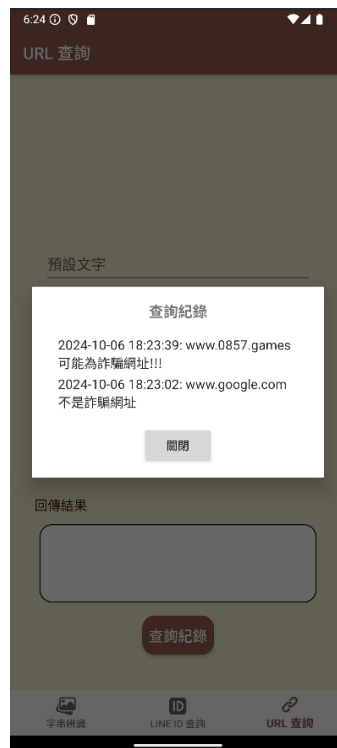 6:24
URL 查詢
預設文字
查詢紀錄
2024-10-06 18:23:39: www.0857.games
可能為詐騙網址!!!
2024-10-06 18:23:02: www.google.com
不是詐騙網址
關閉
回傳結果
查詢紀錄
字串辨識
ID
LINE ID 查詢
URL 查詢